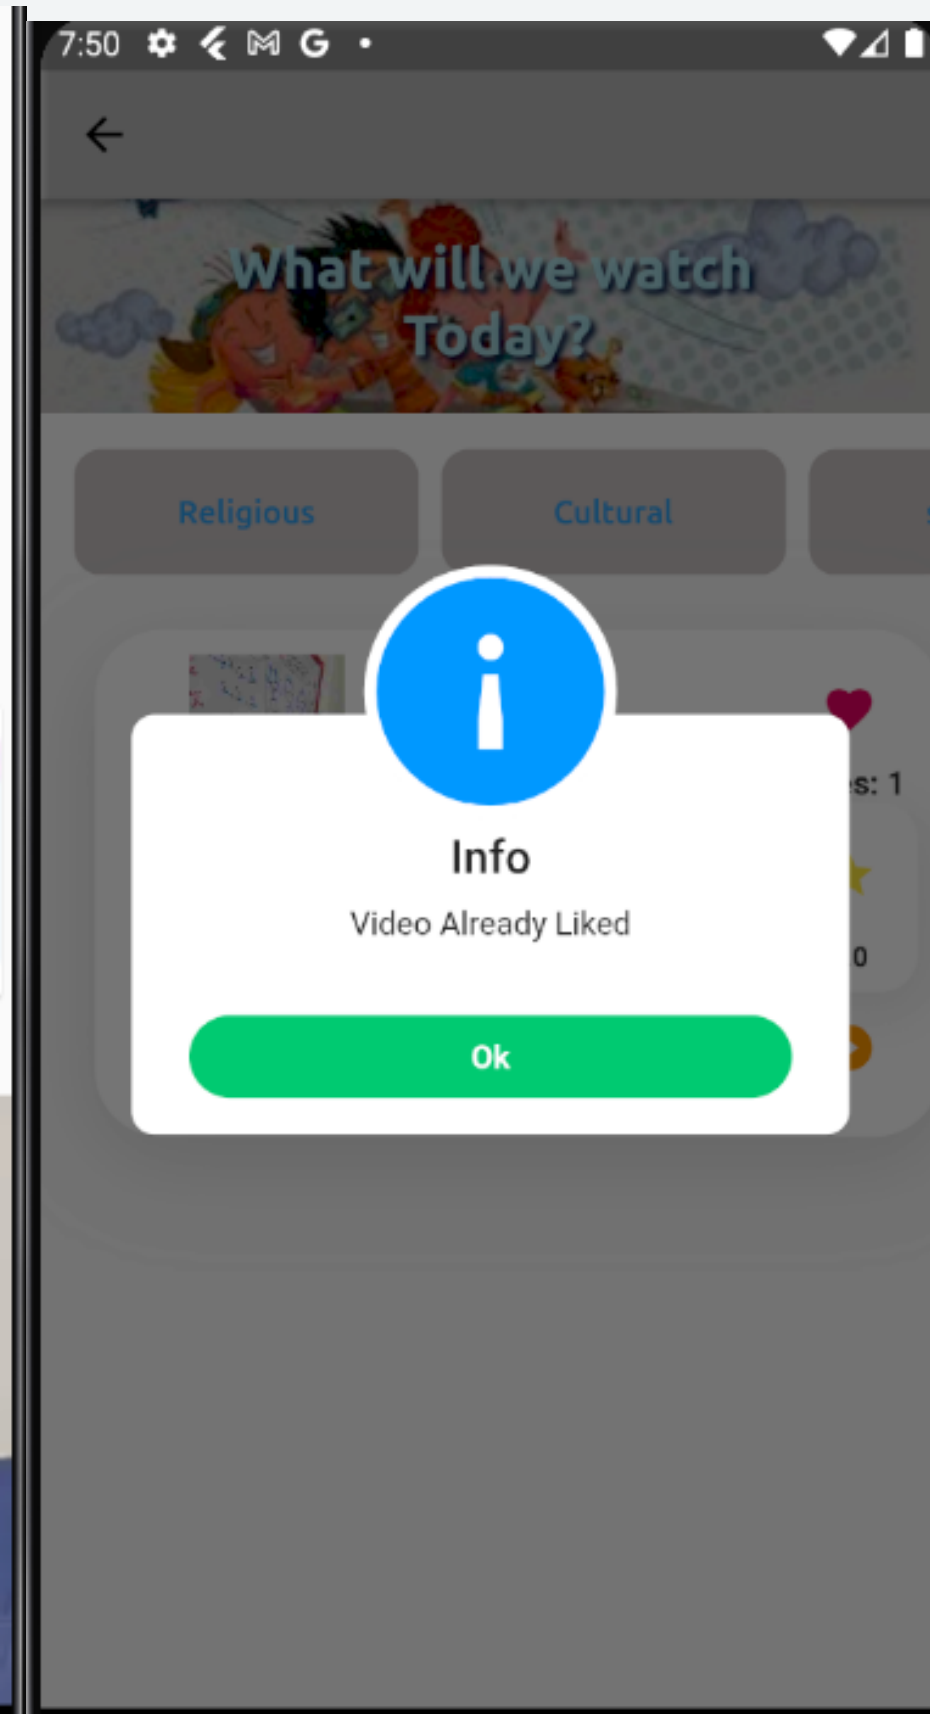 7:50
What will we watch
Today?
Religious
Cultural
s: 1
Info
Video Already Liked
0
Ok